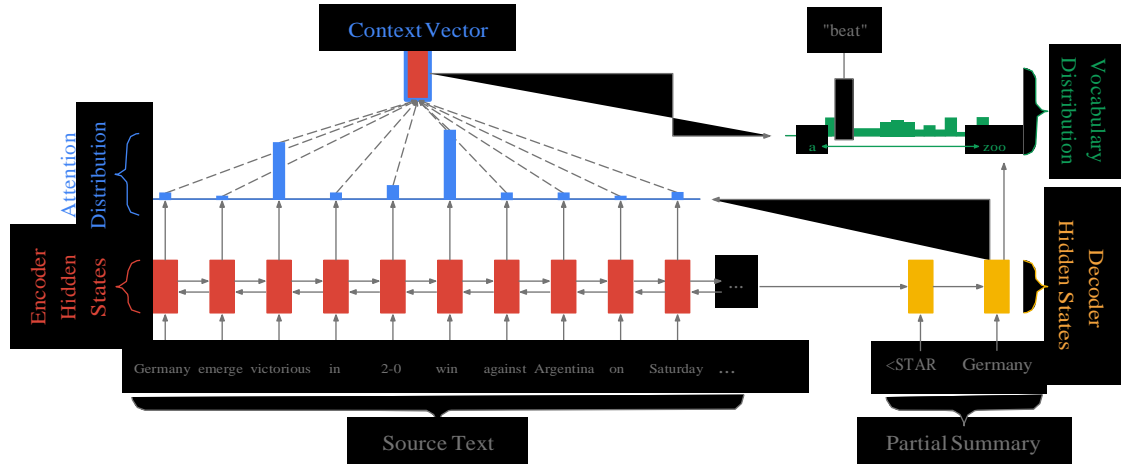 Context Vector
"beat"
Vocabulary
Distribution
a
zoo
Attention
Distribution
Encoder
Hidden
States
...
Decoder
Hidden States
Germany emerge victorious in 2-0 win against Argentina on Saturday ...
<STAR Germany
Source Text
Partial Summary